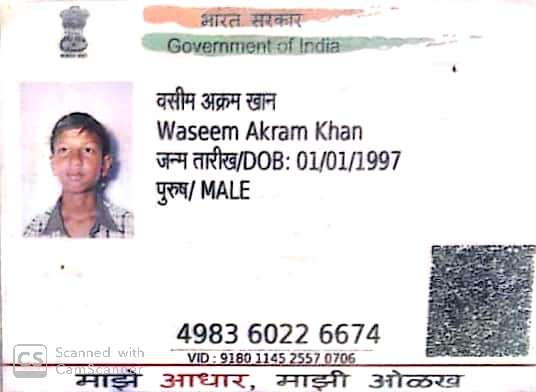 भारत सरकार
Government of India
वसीम अक्रम खान
Waseem Akram Khan
जन्म तारीख/DOB: 01/01/1997
पुरुष/ MALE
4983 6022 6674
VID : 9180 1145 2557 0706
CS Scanned with
CamScanner
माझे आधार, माझी ओळख